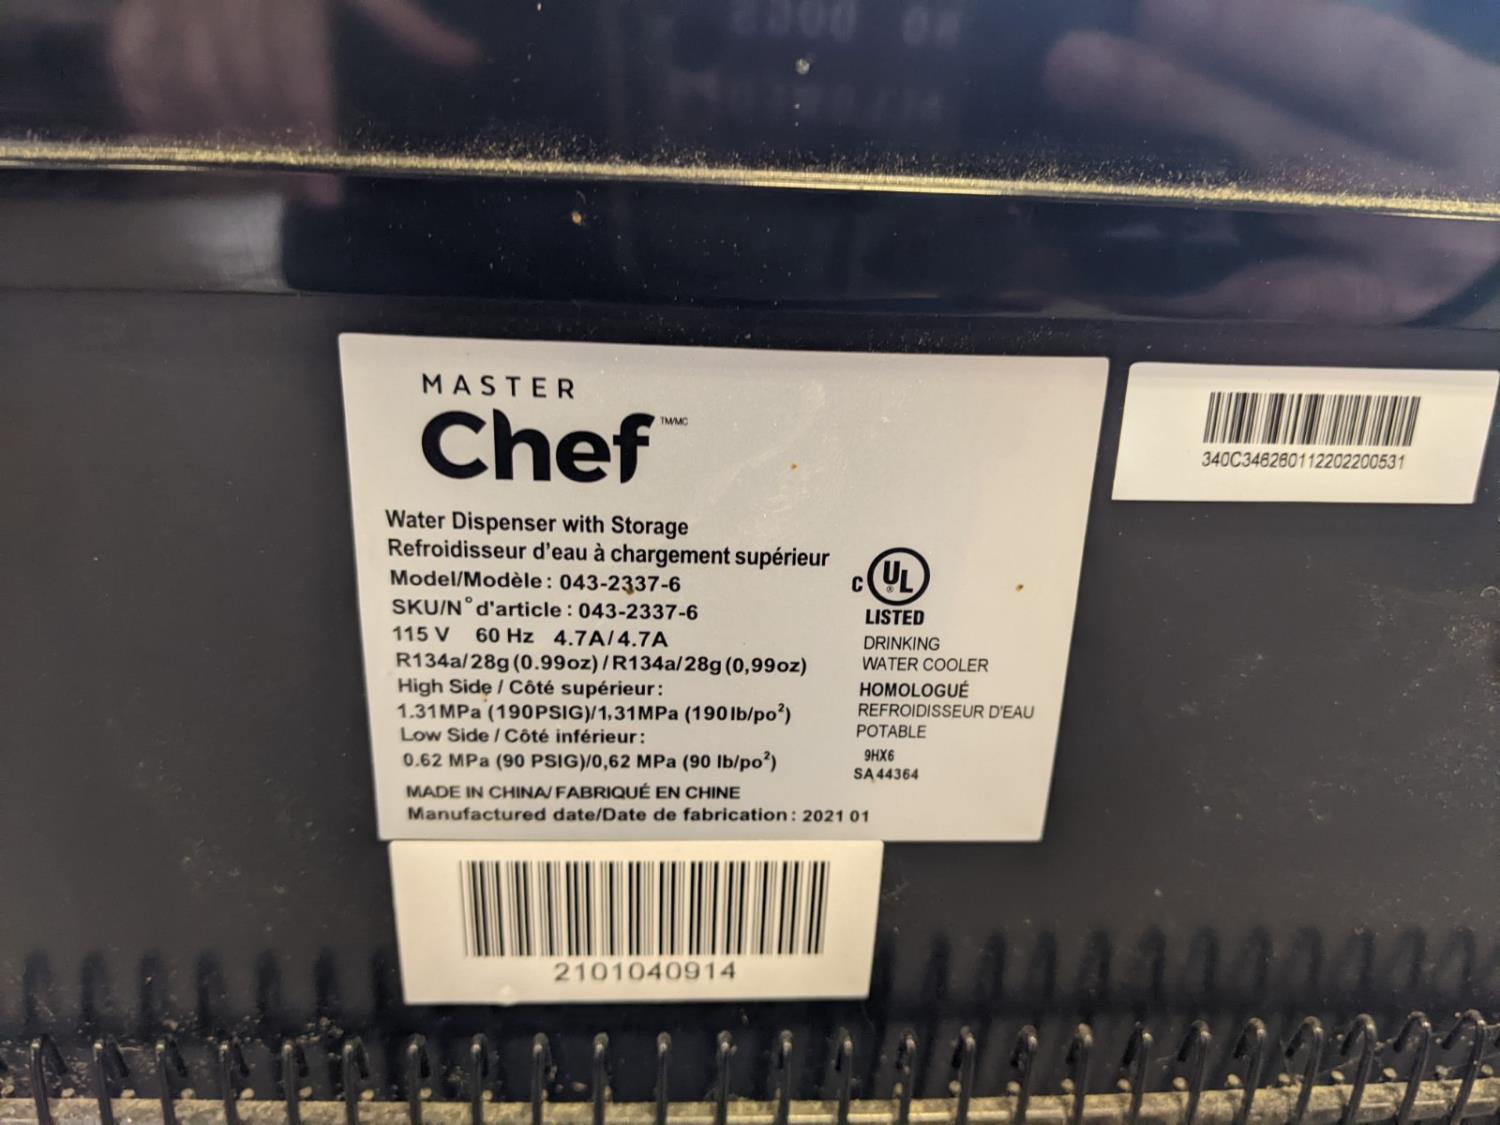 MASTER
Chef TM/MC
Water Dispenser with Storage
Refroidisseur d'eau à chargement supérieur
Model/Modèle : 043-2337-6
SKU/N° d'article : 043-2337-6
115 V 60 Hz 4.7A/4.7A
R134a/28g (0.99oz) / R134a/28g (0,99oz)
High Side / Côté supérieur :
1.31MPa (190PSIG)/1,31MPa (190 lb/po²)
Low Side / Côté inférieur :
0.62 MPa (90 PSIG)/0,62 MPa (90 lb/po²)
MADE IN CHINA/ FABRIQUÉ EN CHINE
Manufactured date/Date de fabrication : 2021 01
C UL ®
LISTED
DRINKING
WATER COOLER
HOMOLOGUÉ
REFROIDISSEUR D'EAU
POTABLE
9HX6
SA 44364
340C346260112202200531
2101040914